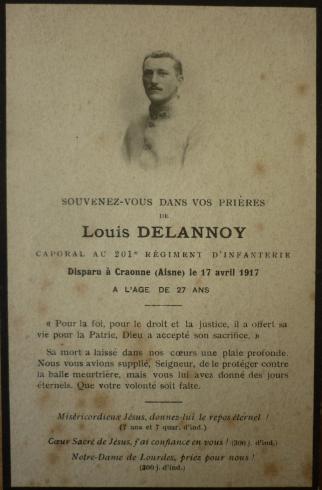 SOUVENEZ-VOUS DANS VOS PRIÈRES
DE
Louis DELANNOY
CAPORAL AU 201e RÉGIMENT D'INFANTERIE
Disparu à Craonne (Aisne) le 17 avril 1917
A L'AGE DE 27 ANS
« Pour la foi, pour le droit et la justice, il a offert sa
vie pour la Patrie, Dieu a accepté son sacrifice. »
Sa mort a laissé dans nos cœurs une plaie profonde.
Nous vous avions supplié, Seigneur, de le protéger contre
la balle meurtrière, mais vous lui avez donné des jours
éternels. Que votre volonté soit faite.
Miséricordieux Jésus, donnez-lui le repos éternel !
(7 ans et 7 quar. d'ind.)
Cœur Sacré de Jésus, j'ai confiance en vous ! (300 j. d'ind.)
Notre-Dame de Lourdes, priez pour nous !
(300 j. d'ind.)